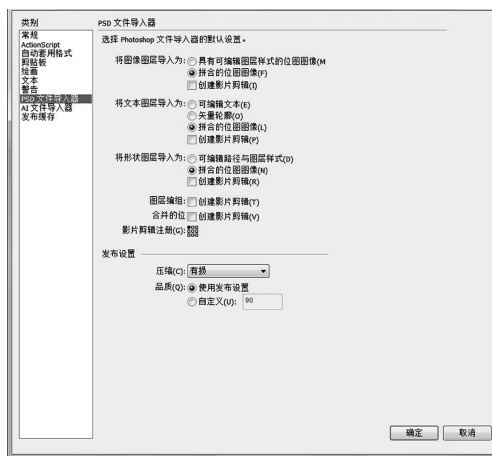 类别
常规
ActionScript
自动套用格式
剪贴板
绘画
文本
警告
PSD 文件导入器
AI 文件导入器
发布缓存
PSD 文件导入器
选择 Photoshop 文件导入器的默认设置。
将图像图层导入为: 具有可编辑图层样式的位图图像(M
拼合的位图图像(F)
创建影片剪辑(I)
将文本图层导入为: 可编辑文本(E)
矢量轮廓(O)
拼合的位图图像(L)
创建影片剪辑(P)
将形状图层导入为: 可编辑路径与图层样式(D)
拼合的位图图像(N)
创建影片剪辑(R)
图层编组: 创建影片剪辑(T)
合并的位 创建影片剪辑(V)
影片剪辑注册(G):
发布设置
压缩(C): 有损
品质(Q): 使用发布设置
自定义(U): 90
确定 取消